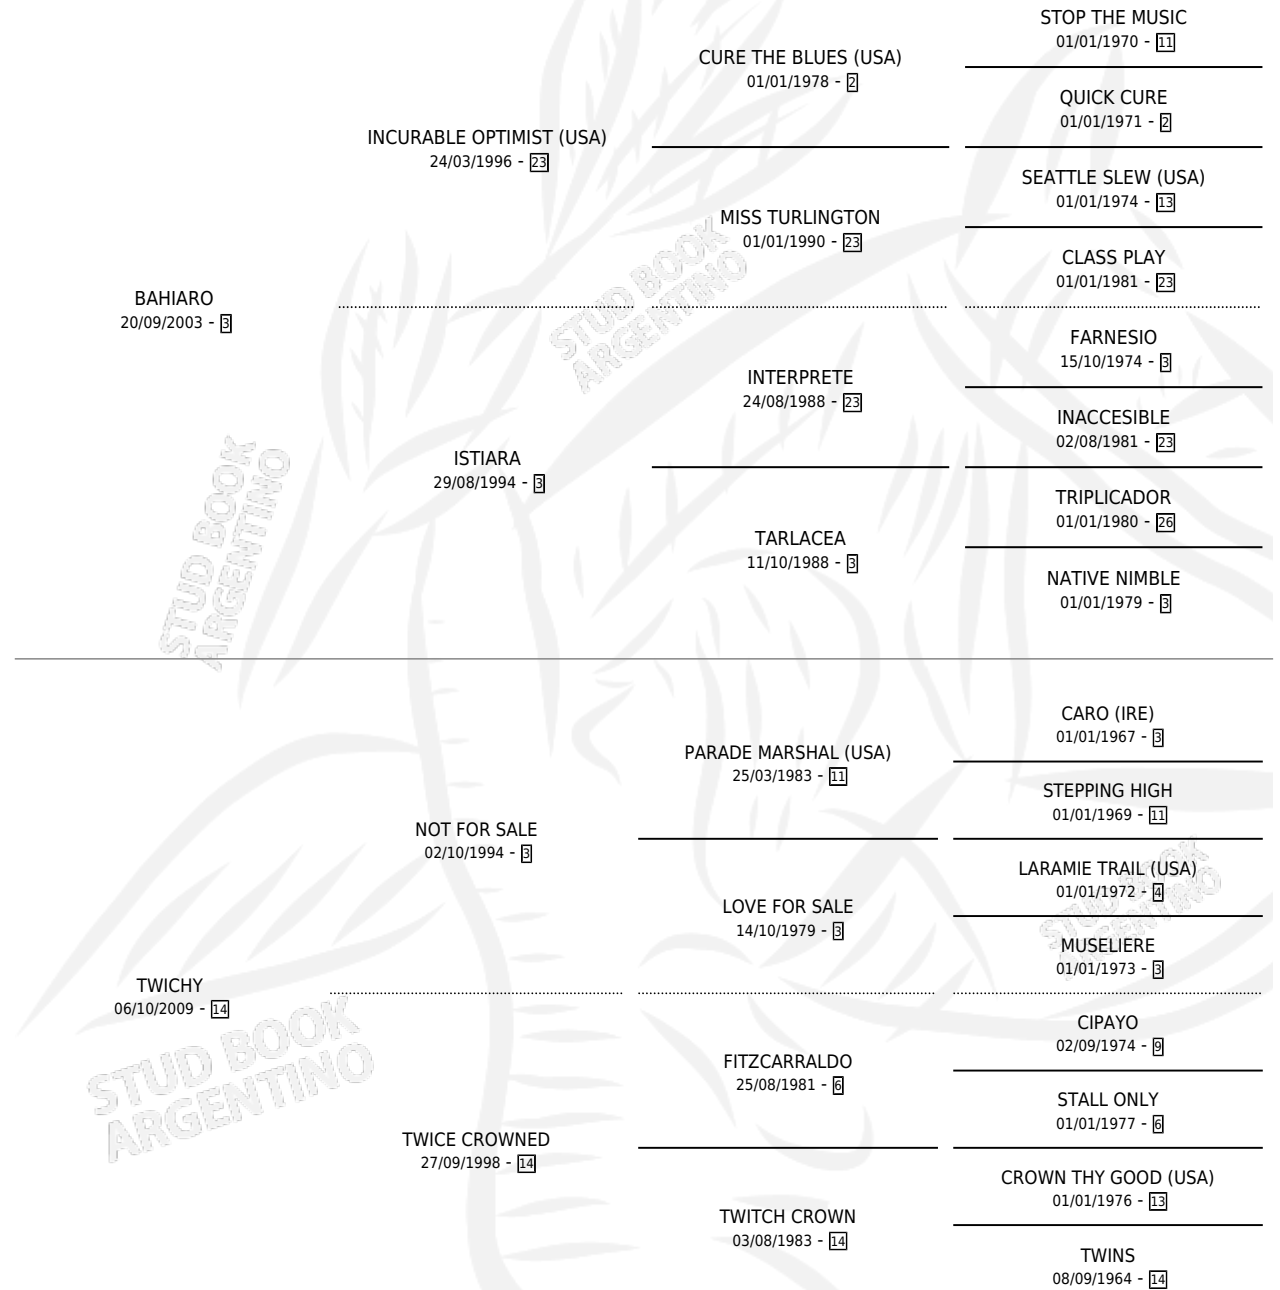 STOP THE MUSIC
01/01/1970 - 11
CURE THE BLUES (USA)
01/01/1978 - 2
QUICK CURE
01/01/1971 - 2
INCURABLE OPTIMIST (USA)
24/03/1996 - 23
SEATTLE SLEW (USA)
01/01/1974 - 13
MISS TURLINGTON
01/01/1990 - 23
CLASS PLAY
01/01/1981 - 23
BAHIARO
20/09/2003 - 3
FARNESIO
15/10/1974 - 3
INTERPRETE
24/08/1988 - 23
INACCESIBLE
02/08/1981 - 23
ISTIARA
29/08/1994 - 3
TRIPLICADOR
01/01/1980 - 26
TARLACEA
11/10/1988 - 3
NATIVE NIMBLE
01/01/1979 - 3
STUD BOOK
ARGENTINO
STUD BOOK
ARGENTINO
CARO (IRE)
01/01/1967 - 3
PARADE MARSHAL (USA)
25/03/1983 - 11
STEPPING HIGH
01/01/1969 - 11
NOT FOR SALE
02/10/1994 - 3
LARAMIE TRAIL (USA)
01/01/1972 - 4
LOVE FOR SALE
14/10/1979 - 3
MUSELIERE
01/01/1973 - 3
TWICHY
06/10/2009 - 14
CIPAYO
02/09/1974 - 9
FITZCARRALDO
25/08/1981 - 6
STALL ONLY
01/01/1977 - 6
TWICE CROWNED
27/09/1998 - 14
CROWN THY GOOD (USA)
01/01/1976 - 13
TWITCH CROWN
03/08/1983 - 14
TWINS
08/09/1964 - 14
STUD BOOK
ARGENTINO
STUD BOOK
ARGENTINO